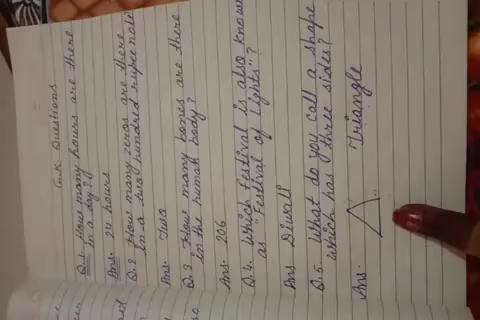 G.K Questions
Q.1. How many hours are there
in a day?
Ans. 24 hours
Q.2 How many zeros are there
in a two hundred rupee note
Ans. Two
Q.3 How many bones are there
in the human body?
Ans. 206
Q.4. Which festival is also known
as "Festival of Lights"?
Ans Diwali
Q.5. What do you call a shape
which has three sides?
Ans. Triangle